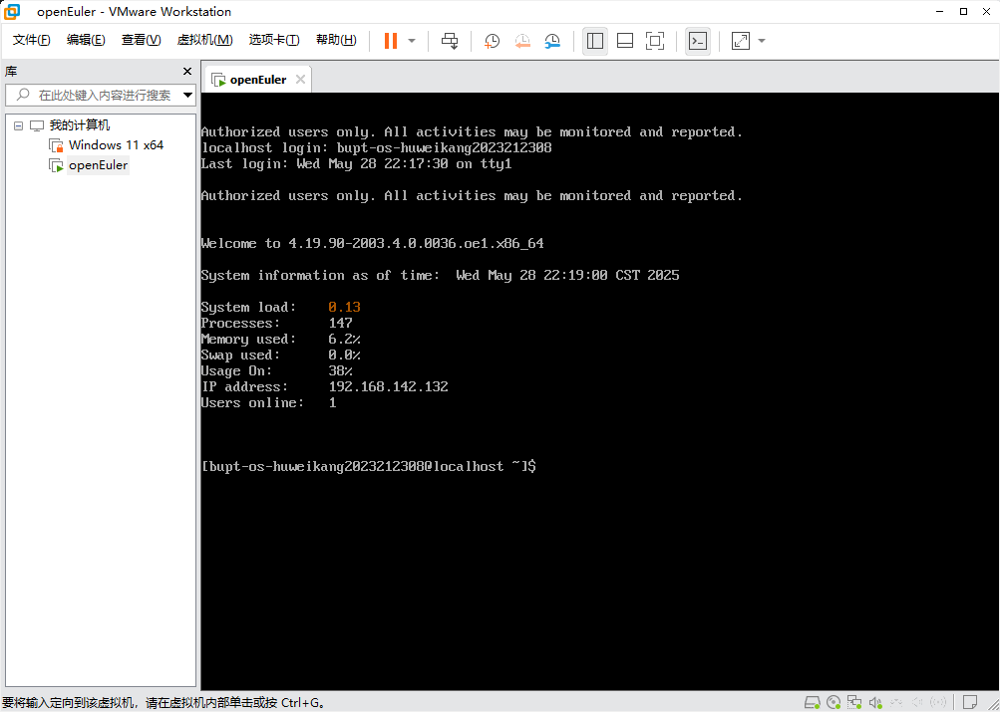 openEuler - VMware Workstation
文件(F) 编辑(E) 查看(V) 虚拟机(M) 选项卡(T) 帮助(H)
库
在此处键入内容进行搜索
我的计算机
Windows 11 x64
openEuler
openEuler
Authorized users only. All activities may be monitored and reported.
localhost login: bupt-os-huweikang2023212308
Last login: Wed May 28 22:17:30 on tty1
Authorized users only. All activities may be monitored and reported.
Welcome to 4.19.90-2003.4.0.0036.oe1.x86_64
System information as of time:  Wed May 28 22:19:00 CST 2025
System load:    0.13
Processes:      147
Memory used:    6.2%
Swap used:      0.0%
Usage On:       38%
IP address:     192.168.142.132
Users online:   1
[bupt-os-huweikang2023212308@localhost ~]$
要将输入定向到该虚拟机，请在虚拟机内部单击或按 Ctrl+G。